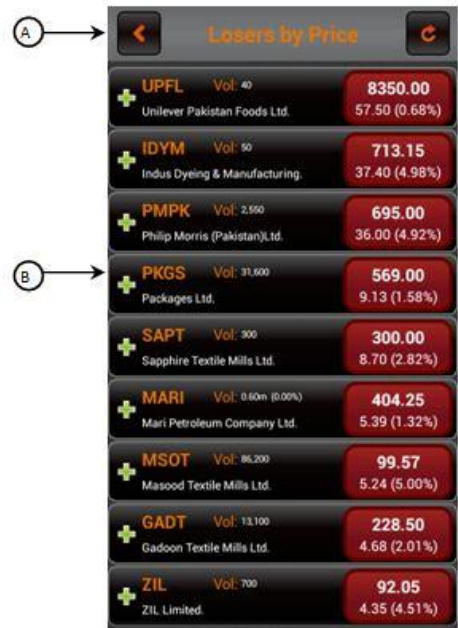 A
Losers by Price
UPFL Vol: 40 8350.00
Unilever Pakistan Foods Ltd. 57.50 (0.68%)
IDYM Vol: 50 713.15
Indus Dyeing & Manufacturing. 37.40 (4.98%)
PMPK Vol: 2,550 695.00
Philip Morris (Pakistan)Ltd. 36.00 (4.92%)
B
PKGS Vol: 31,600 569.00
Packages Ltd. 9.13 (1.58%)
SAPT Vol: 300 300.00
Sapphire Textile Mills Ltd. 8.70 (2.82%)
MARI Vol: 0.60m (0.00%) 404.25
Mari Petroleum Company Ltd. 5.39 (1.32%)
MSOT Vol: 86,200 99.57
Masood Textile Mills Ltd. 5.24 (5.00%)
GADT Vol: 13,100 228.50
Gadoon Textile Mills Ltd. 4.68 (2.01%)
ZIL Vol: 700 92.05
ZIL Limited. 4.35 (4.51%)